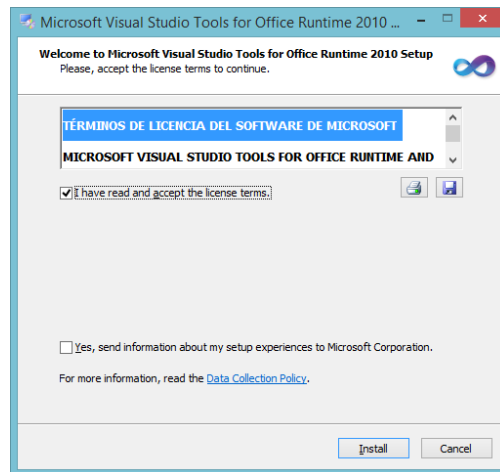 Microsoft Visual Studio Tools for Office Runtime 2010 ...
Welcome to Microsoft Visual Studio Tools for Office Runtime 2010 Setup
Please, accept the license terms to continue.
TÉRMINOS DE LICENCIA DEL SOFTWARE DE MICROSOFT
MICROSOFT VISUAL STUDIO TOOLS FOR OFFICE RUNTIME AND
I have read and accept the license terms.
Yes, send information about my setup experiences to Microsoft Corporation.
For more information, read the Data Collection Policy.
Install Cancel